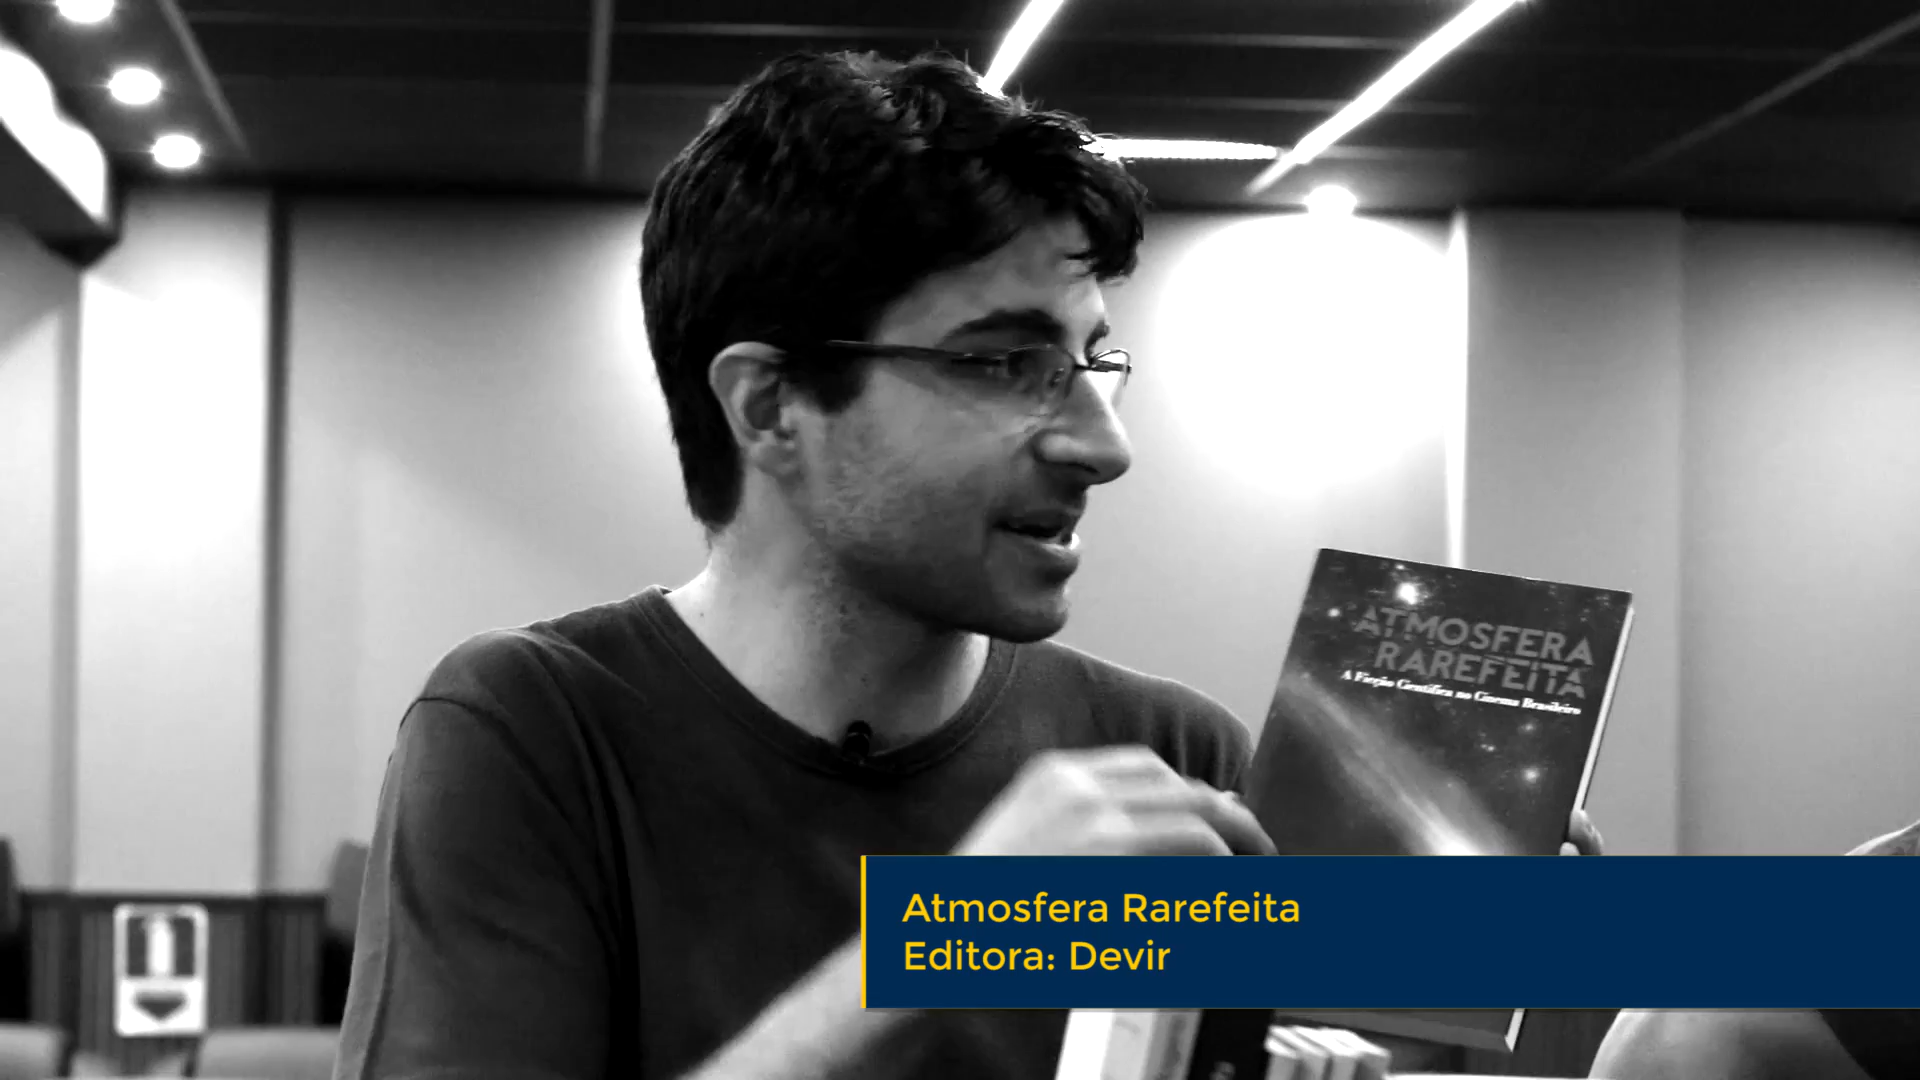 ATMOSFERA
RAREFEITA
A Ficção Científica no Cinema Brasileiro
Atmosfera Rarefeita
Editora: Devir